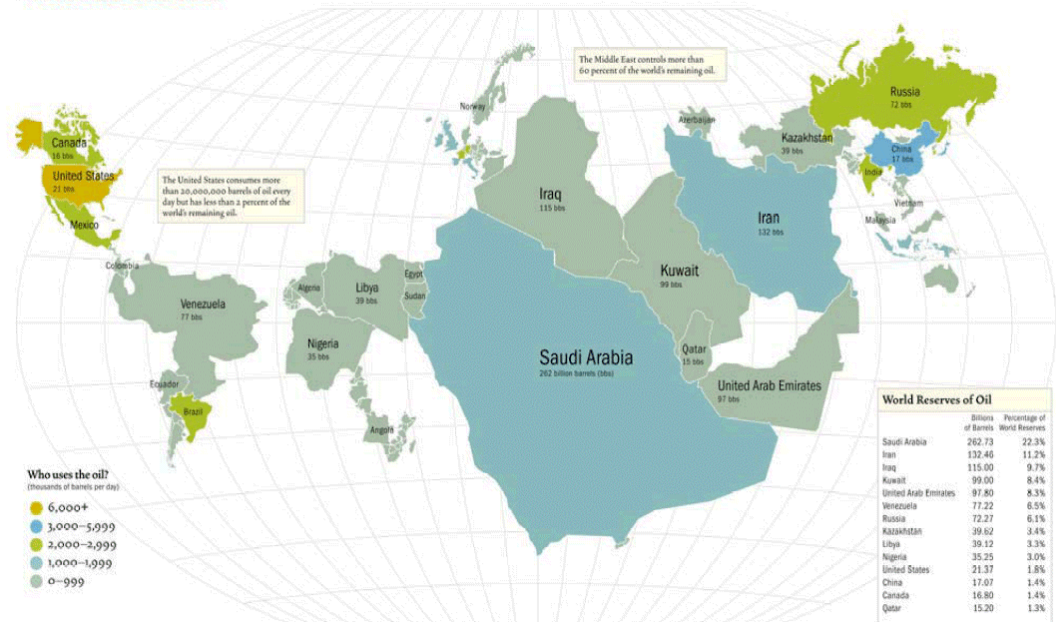 The Middle East controls more than
60 percent of the world's remaining oil.
Norway
Azerbaijan
Kazakhstan
39 bbs
Russia
72 bbs
China
17 bbs
India
Vietnam
Malaysia
Canada
16 bbs
United States
21 bbs
Mexico
The United States consumes more
than 20,000,000 barrels of oil every
day but has less than 2 percent of the
world's remaining oil.
Iraq
115 bbs
Iran
132 bbs
Kuwait
99 bbs
Colombia
Venezuela
77 bbs
Algeria
Libya
39 bbs
Egypt
Sudan
Nigeria
35 bbs
Saudi Arabia
262 billion barrels (bbs)
Qatar
15 bbs
United Arab Emirates
97 bbs
Ecuador
Brazil
Angola
Who uses the oil?
(thousands of barrels per day)
6,000+
3,000–5,999
2,000–2,999
1,000–1,999
0–999
World Reserves of Oil
Billions of Barrels Percentage of World Reserves
Saudi Arabia 262.73 22.3%
Iran 132.46 11.2%
Iraq 115.00 9.7%
Kuwait 99.00 8.4%
United Arab Emirates 97.80 8.3%
Venezuela 77.22 6.5%
Russia 72.27 6.1%
Kazakhstan 39.62 3.4%
Libya 39.12 3.3%
Nigeria 35.25 3.0%
United States 21.37 1.8%
China 17.07 1.4%
Canada 16.80 1.4%
Qatar 15.20 1.3%